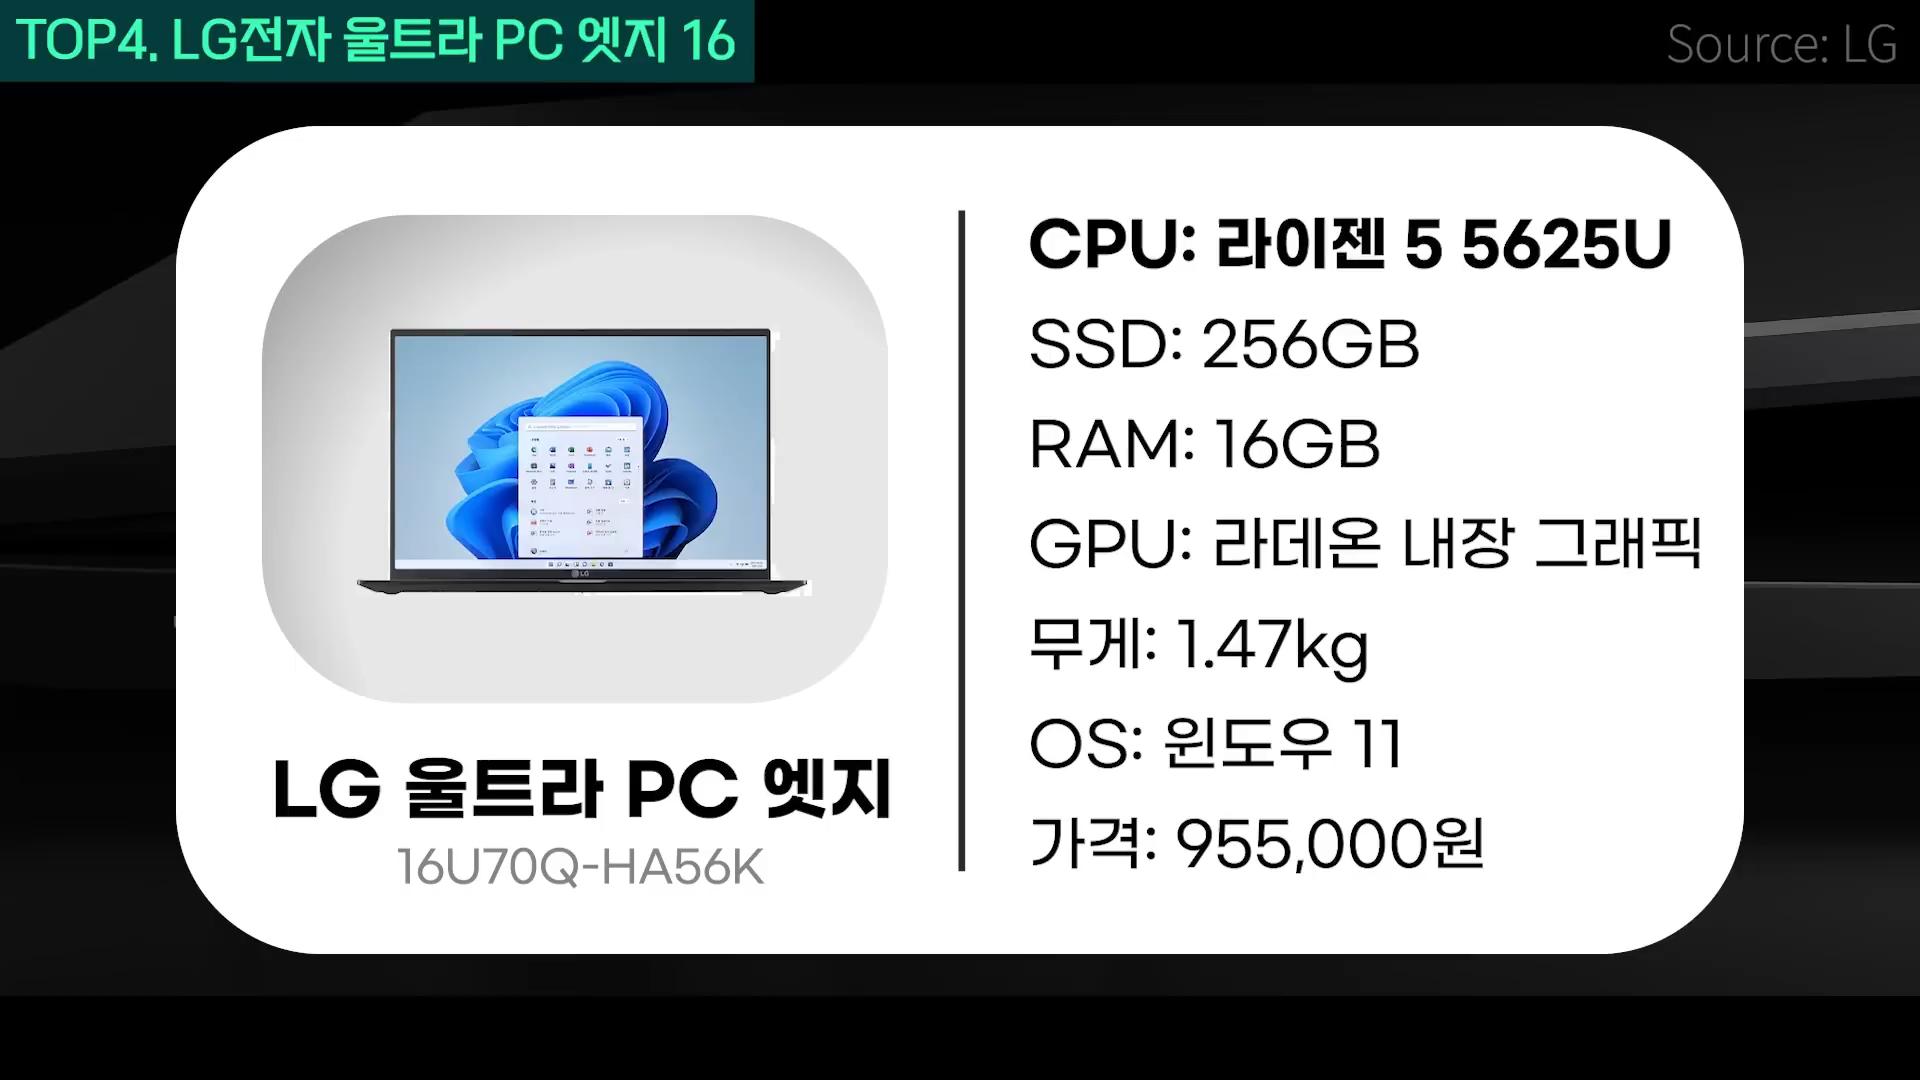 TOP4. LG전자 울트라 PC 엣지 16
Source: LG
CPU: 라이젠 5 5625U
SSD: 256GB
RAM: 16GB
GPU: 라데온 내장 그래픽
무게: 1.47kg
OS: 윈도우 11
가격: 955,000원
LG
LG 울트라 PC 엣지
16U70Q-HA56K